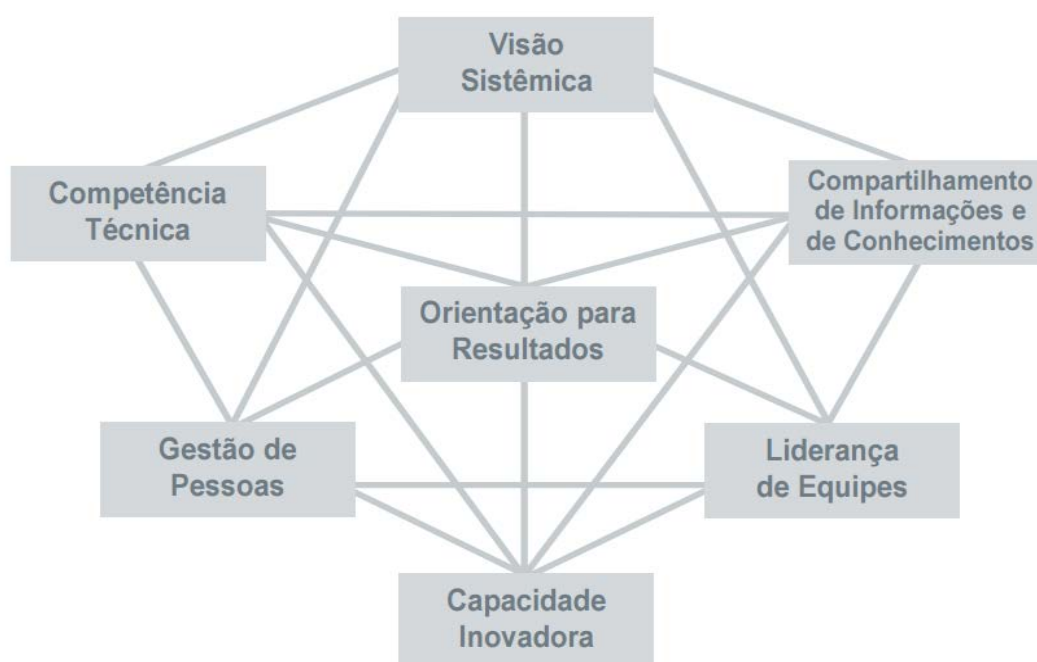 Visão
Sistêmica
Competência
Técnica
Compartilhamento
de Informações e
de Conhecimentos
Orientação para
Resultados
Gestão de
Pessoas
Liderança
de Equipes
Capacidade
Inovadora